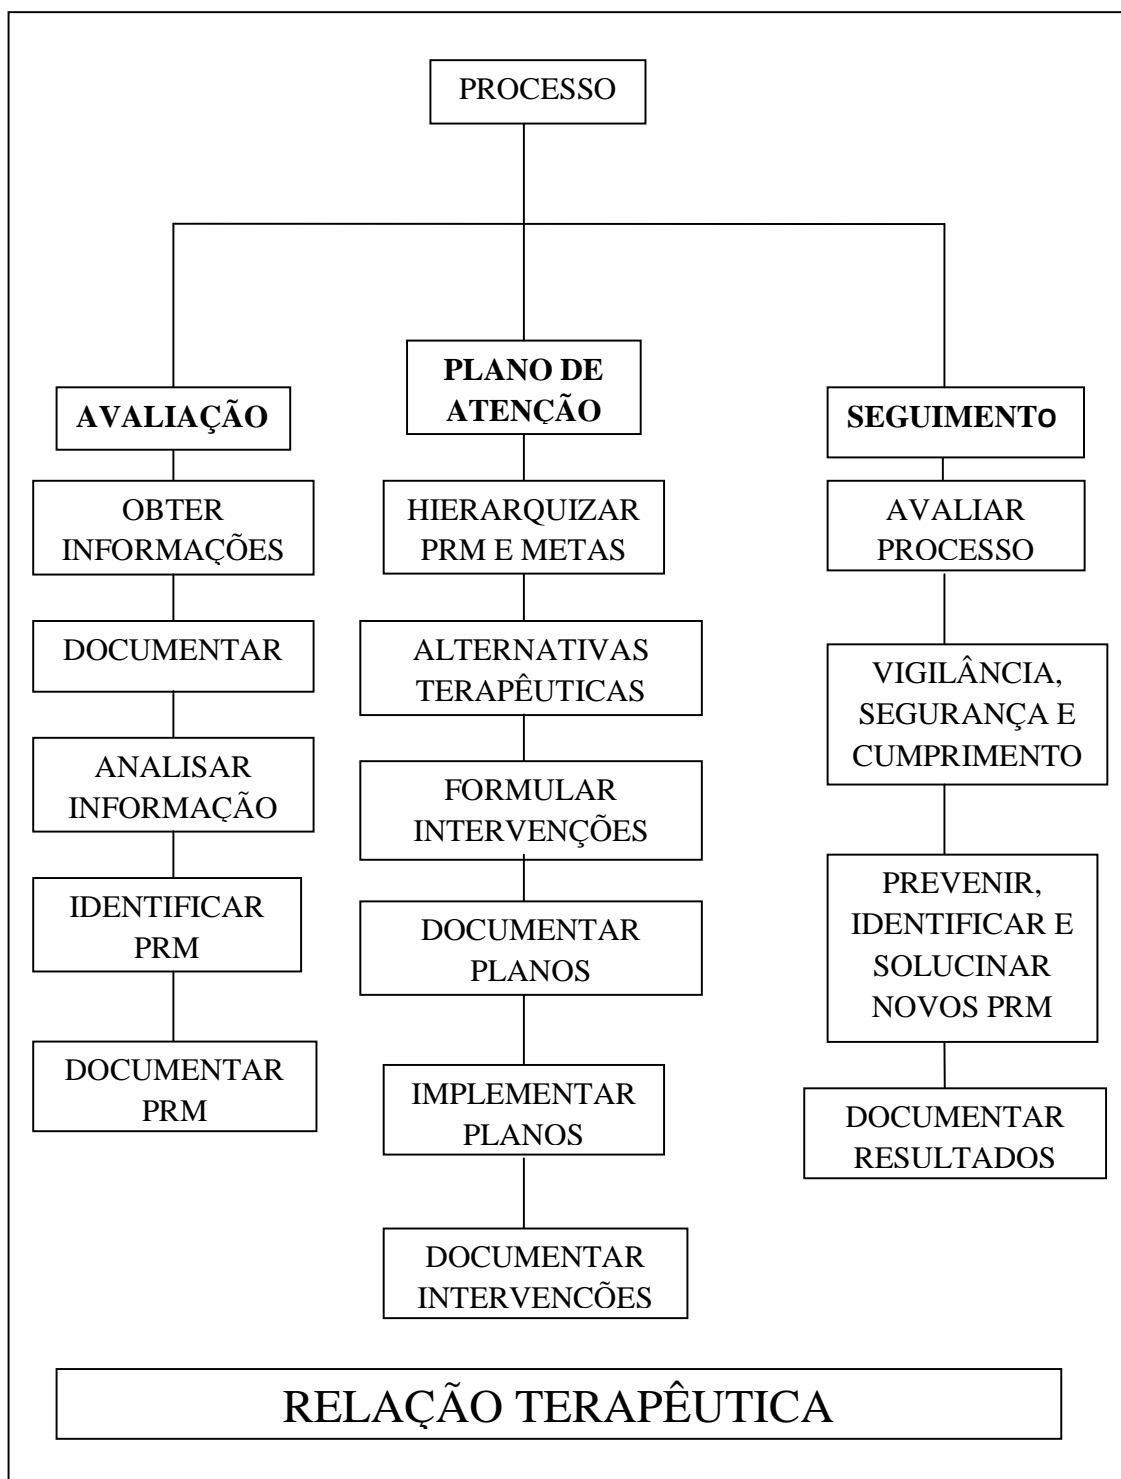 PROCESSO
AVALIAÇÃO
OBTER
INFORMAÇÕES
DOCUMENTAR
ANALISAR
INFORMAÇÃO
IDENTIFICAR
PRM
DOCUMENTAR
PRM
PLANO DE
ATENÇÃO
HIERARQUIZAR
PRM E METAS
ALTERNATIVAS
TERAPÊUTICAS
FORMULAR
INTERVENÇÕES
DOCUMENTAR
PLANOS
IMPLEMENTAR
PLANOS
DOCUMENTAR
INTERVENCÕES
SEGUIMENTO
AVALIAR
PROCESSO
VIGILÂNCIA,
SEGURANÇA E
CUMPRIMENTO
PREVENIR,
IDENTIFICAR E
SOLUCINAR
NOVOS PRM
DOCUMENTAR
RESULTADOS
RELAÇÃO TERAPÊUTICA